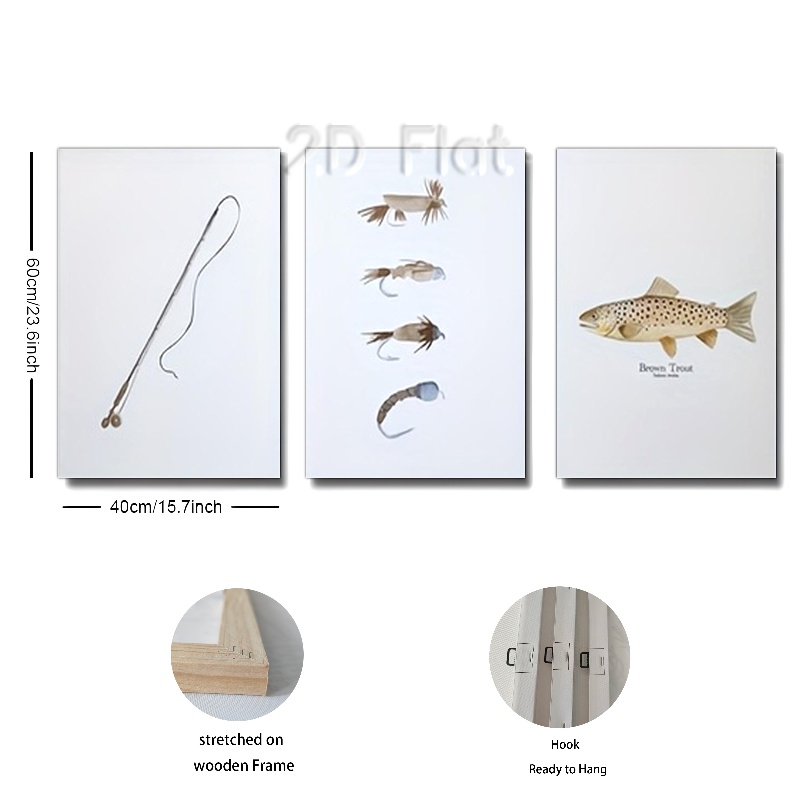 2D Flat
60cm/23.6inch
Brown Trout
40cm/15.7inch
stretched on
wooden Frame
Hook
Ready to Hang